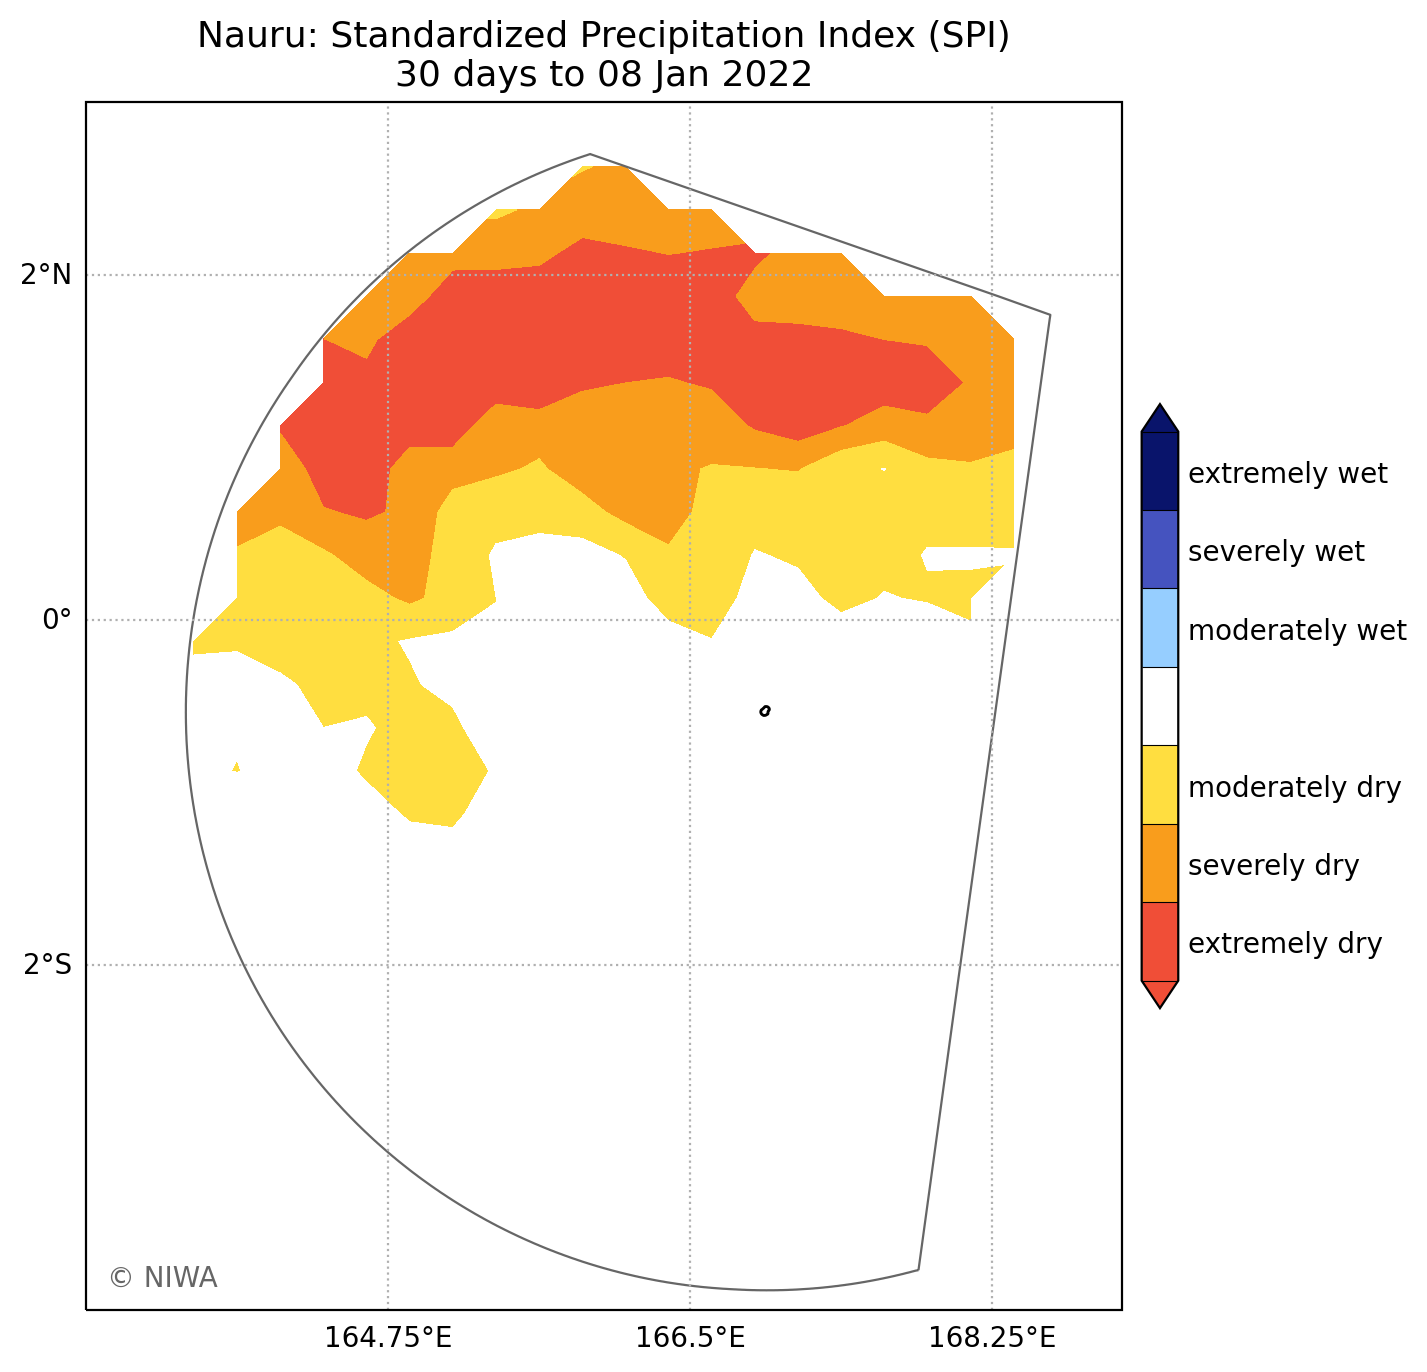 Nauru: Standardized Precipitation Index (SPI)
30 days to 08 Jan 2022
2°N
0°
2°S
164.75°E
166.5°E
168.25°E
extremely wet
severely wet
moderately wet
moderately dry
severely dry
extremely dry
© NIWA